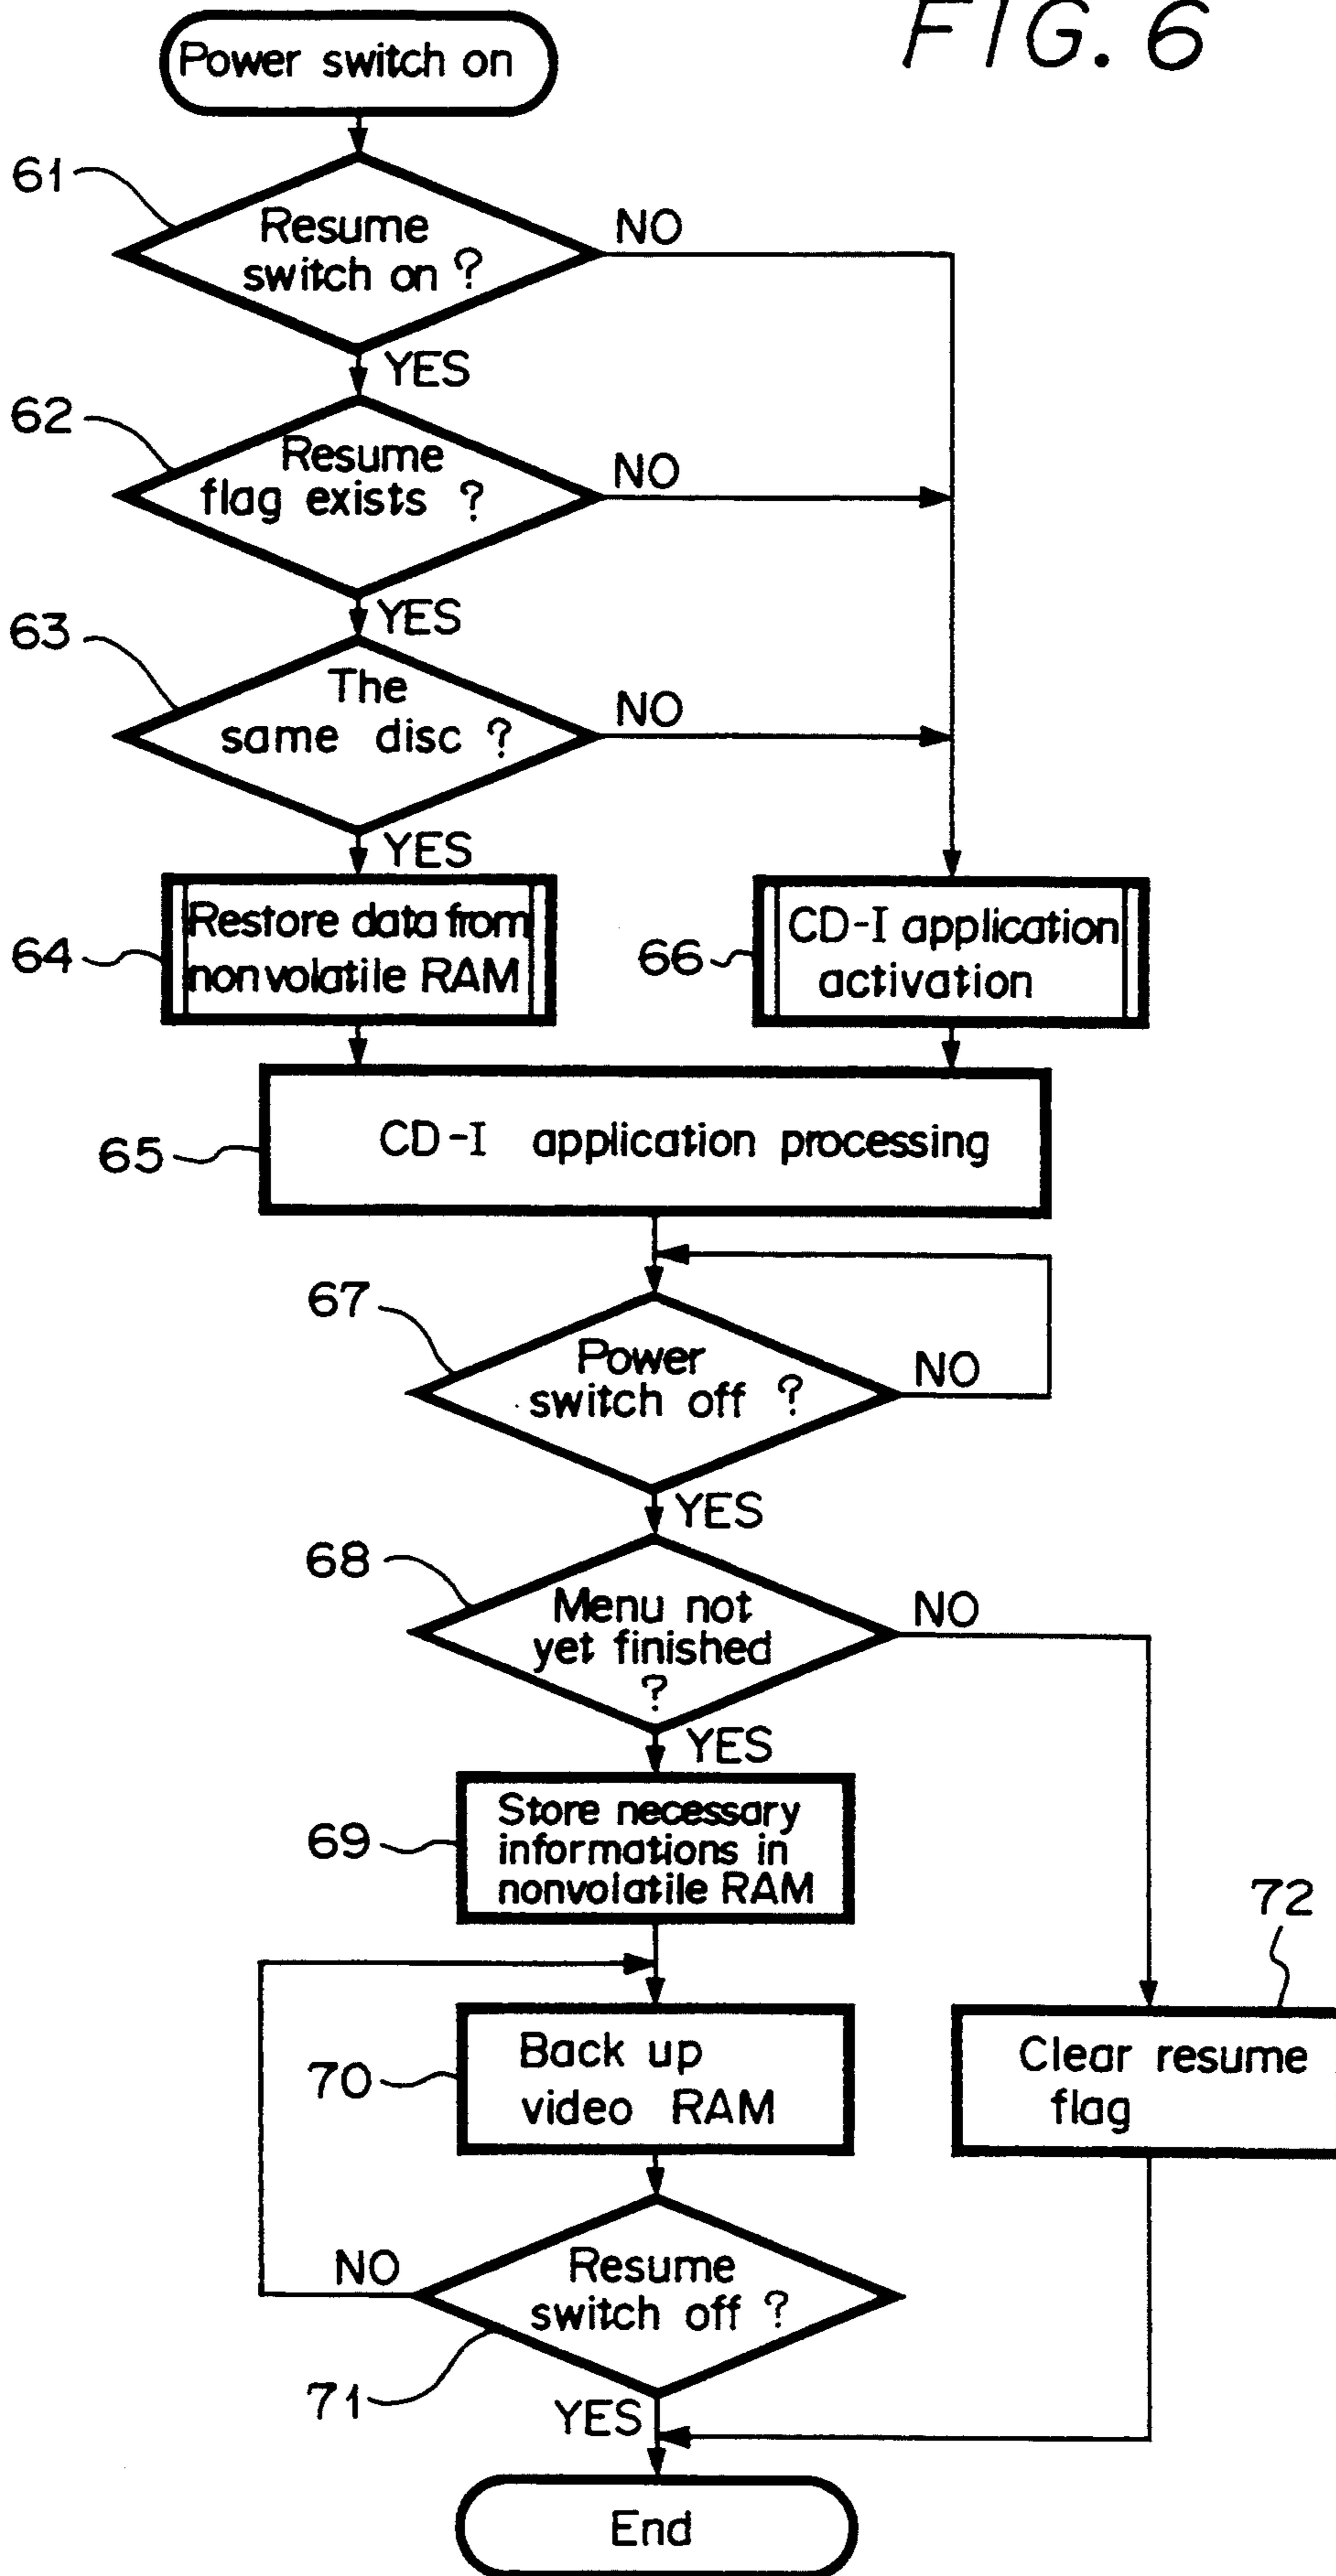 FIG. 6
Power switch on
61
Resume
switch on ?
NO
YES
62
Resume
flag exists ?
NO
YES
63
The
same disc ?
NO
YES
64
Restore data from
nonvolatile RAM
66
CD-I application
activation
65
CD-I application processing
67
Power
switch off ?
NO
YES
68
Menu not
yet finished
?
NO
YES
69
Store necessary
informations in
nonvolatile RAM
72
70
Back up
video RAM
Clear resume
flag
NO
Resume
switch off ?
71
YES
End